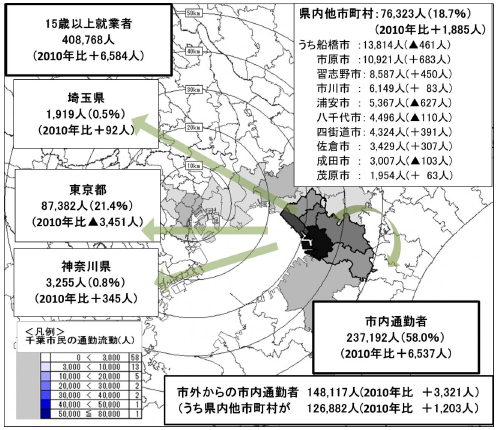 15歳以上就業者
408,768人
(2010年比+6,584人)
県内他市町村:76,323人(18.7%)
(2010年比+1,885人)
うち船橋市 :13,814人(▲461人)
市原市 :10,921人(+683人)
習志野市 :8,587人(+450人)
市川市 :6,149人(+ 83人)
浦安市 :5,367人(▲627人)
八千代市 :4,496人(▲110人)
四街道市 :4,324人(+391人)
佐倉市 :3,429人(+307人)
成田市 :3,007人(▲103人)
茂原市 :1,954人(+ 63人)
50km
40km
30km
20km
10km
埼玉県
1,919人(0.5%)
(2010年比+92人)
東京都
87,382人(21.4%)
(2010年比▲3,451人)
神奈川県
3,255人(0.8%)
(2010年比+345人)
市内通勤者
237,192人(58.0%)
(2010年比+6,537人)
<凡例>
千葉市民の通勤流動(人)
0 < 3,000 58
3,000 < 10,000 13
10,000 < 20,000 5
20,000 < 30,000 2
30,000 < 40,000 2
40,000 < 50,000 1
50,000 ≦ 80,000 1
市外からの市内通勤者 148,117人(2010年比 +3,321人)
(うち県内他市町村が 126,882人(2010年比 +1,203人)